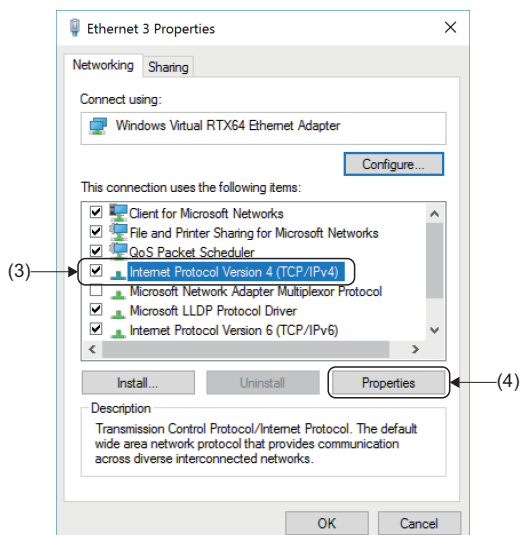 Ethernet 3 Properties
Networking
Sharing
Connect using:
Windows Virtual RTX64 Ethernet Adapter
Configure...
This connection uses the following items:
Client for Microsoft Networks
File and Printer Sharing for Microsoft Networks
QoS Packet Scheduler
(3)
Internet Protocol Version 4 (TCP/IPv4)
Microsoft Network Adapter Multiplexor Protocol
Microsoft LLDP Protocol Driver
Internet Protocol Version 6 (TCP/IPv6)
Install...
Uninstall
Properties
(4)
Description
Transmission Control Protocol/Internet Protocol. The default
wide area network protocol that provides communication
across diverse interconnected networks.
OK
Cancel